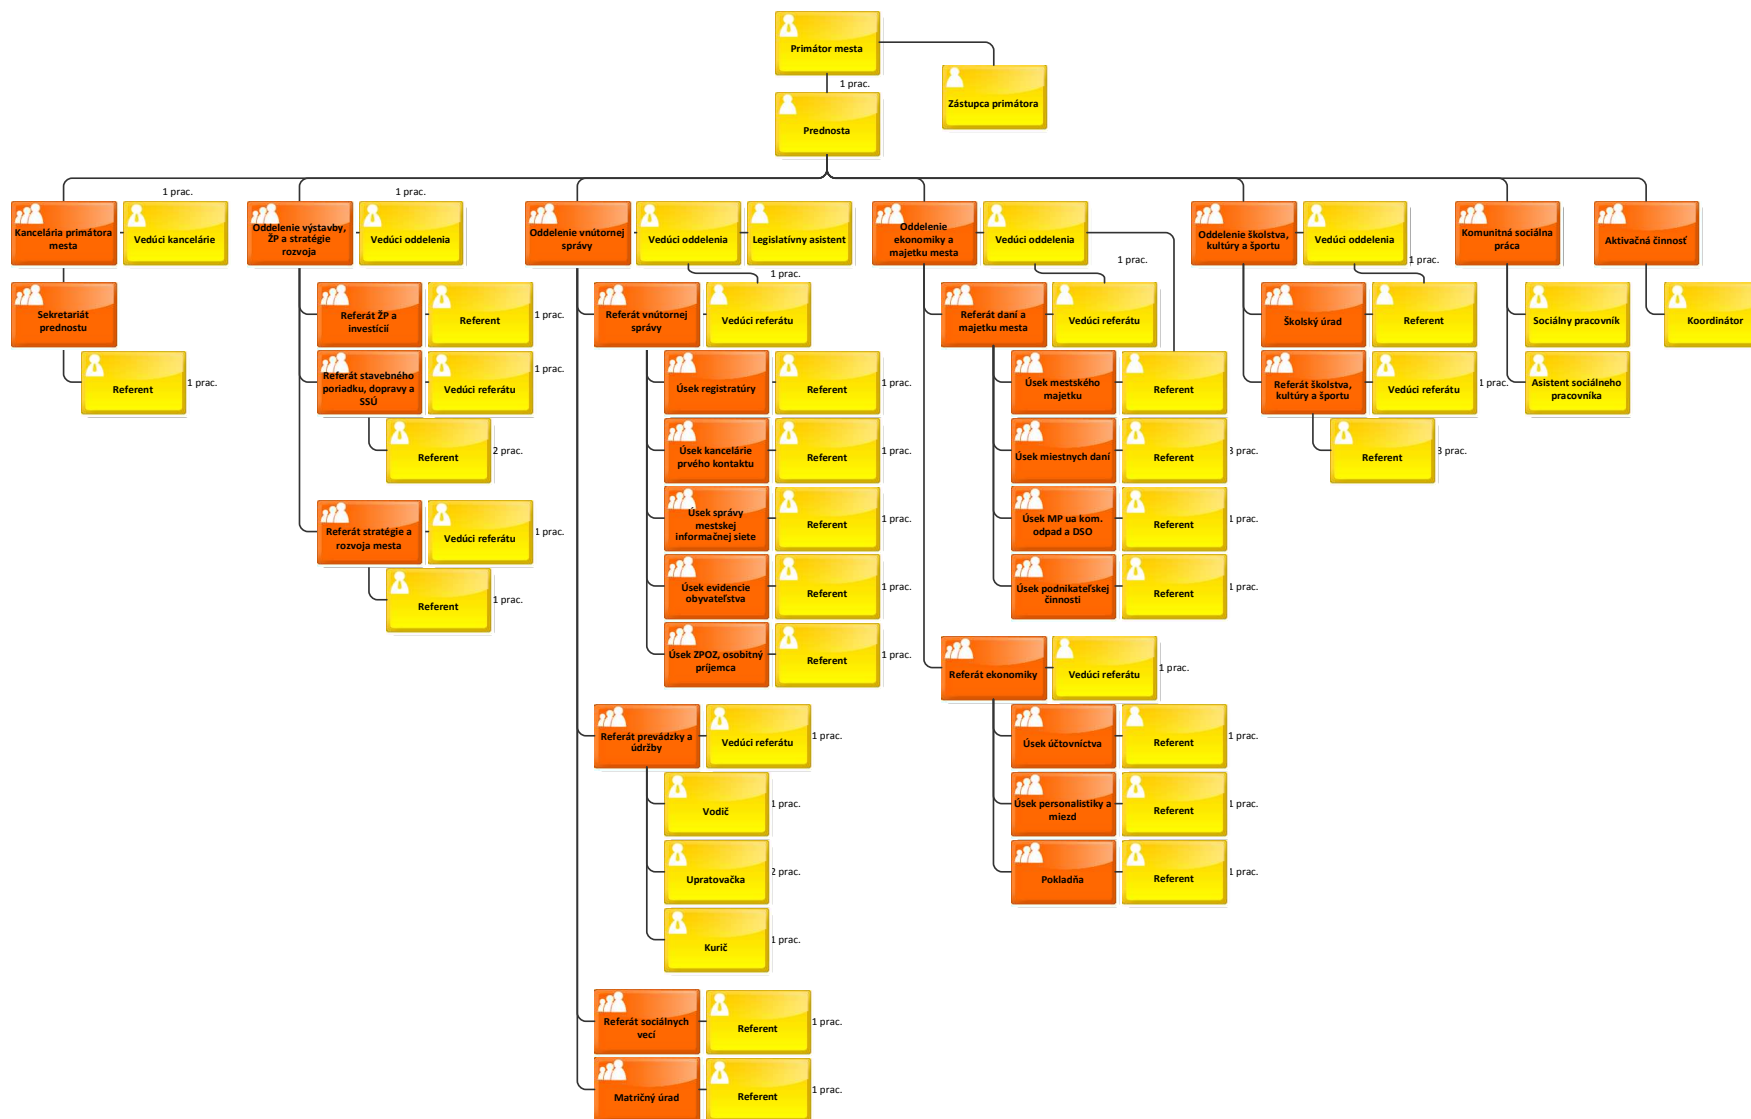 Primátor mesta
1 prac.
Zástupca primátora
Prednosta
1 prac.
1 prac.
Kancelária primátora
mesta
Vedúci kancelárie
Oddelenie výstavby,
ŽP a stratégie
rozvoja
Vedúci oddelenia
Oddelenie vnútornej
správy
Vedúci oddelenia
Legislatívny asistent
Oddelenie
ekonomiky a
majetku mesta
Vedúci oddelenia
Oddelenie školstva,
kultúry a športu
Vedúci oddelenia
Komunitná sociálna
práca
Aktivačná činnosť
1 prac.
1 prac.
1 prac.
Sekretariát
prednostu
Referát ŽP a
investícií
Referent
1 prac.
Referát vnútornej
správy
Vedúci referátu
Referát daní a
majetku mesta
Vedúci referátu
Školský úrad
Referent
Sociálny pracovník
Koordinátor
Referent
1 prac.
Referát stavebného
poriadku, dopravy a
SSÚ
Vedúci referátu
1 prac.
Úsek registratúry
Referent
1 prac.
Úsek mestského
majetku
Referent
Referát školstva,
kultúry a športu
Vedúci referátu
1 prac.
Asistent sociálneho
pracovníka
Referent
2 prac.
Úsek kancelárie
prvého kontaktu
Referent
1 prac.
Úsek miestnych daní
Referent
3 prac.
Referent
3 prac.
Referát stratégie a
rozvoja mesta
Vedúci referátu
1 prac.
Úsek správy
mestskej
informačnej siete
Referent
1 prac.
Úsek MP ua kom.
odpad a DSO
Referent
1 prac.
Referent
1 prac.
Úsek evidencie
obyvateľstva
Referent
1 prac.
Úsek podnikateľskej
činnosti
Referent
1 prac.
Úsek ZPOZ, osobitný
príjemca
Referent
1 prac.
Referát ekonomiky
Vedúci referátu
1 prac.
Referát prevádzky a
údržby
Vedúci referátu
1 prac.
Úsek účtovníctva
Referent
1 prac.
Vodič
1 prac.
Úsek personalistiky a
miezd
Referent
1 prac.
Upratovačka
2 prac.
Pokladňa
Referent
1 prac.
Kurič
1 prac.
Referát sociálnych
vecí
Referent
1 prac.
Matričný úrad
Referent
1 prac.